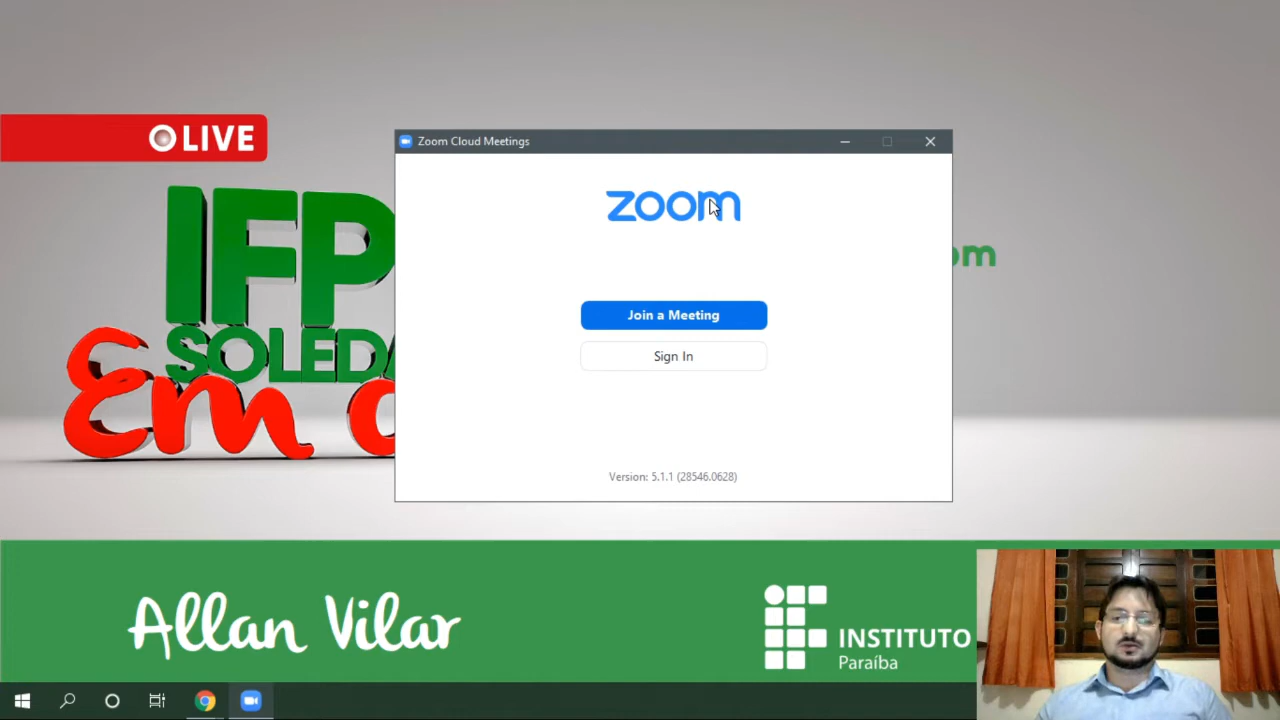 LIVE
Zoom Cloud Meetings
zoom
IFP
om
Join a Meeting
SOLED
Sign In
Em
Version: 5.1.1 (28546.0628)
Allan Vilar
INSTITUTO
Paraíba